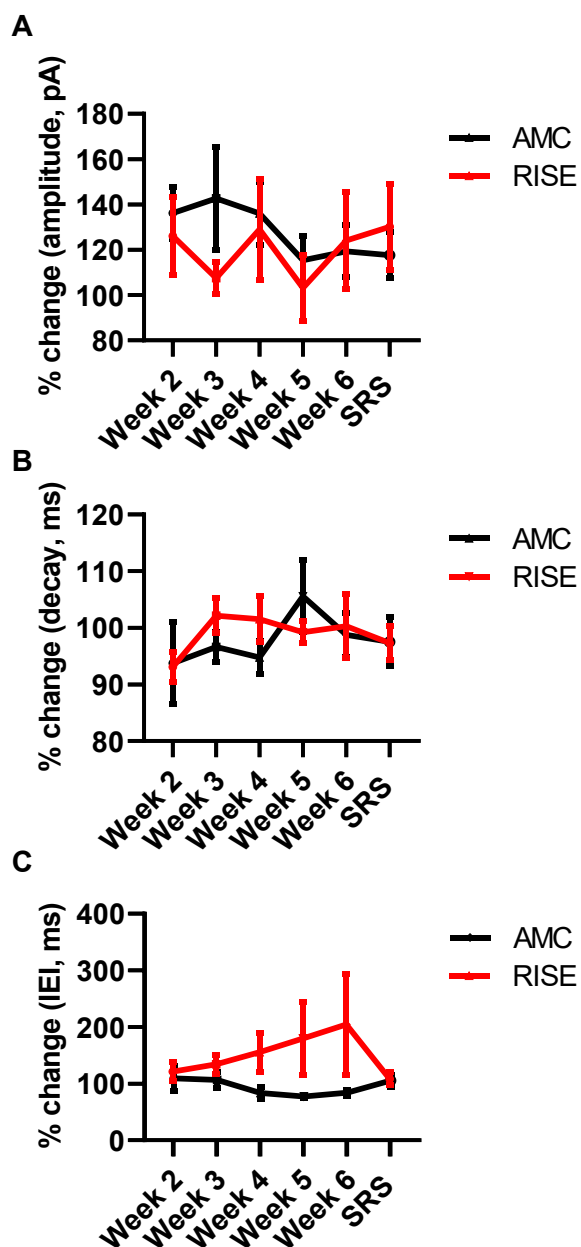 A
% change (amplitude, pA)
180
160
140
120
100
80
Week 2
Week 3
Week 4
Week 5
Week 6
SRS
AMC
RISE
B
% change (decay, ms)
120
110
100
90
80
Week 2
Week 3
Week 4
Week 5
Week 6
SRS
AMC
RISE
C
% change (IEI, ms)
400
300
200
100
0
Week 2
Week 3
Week 4
Week 5
Week 6
SRS
AMC
RISE